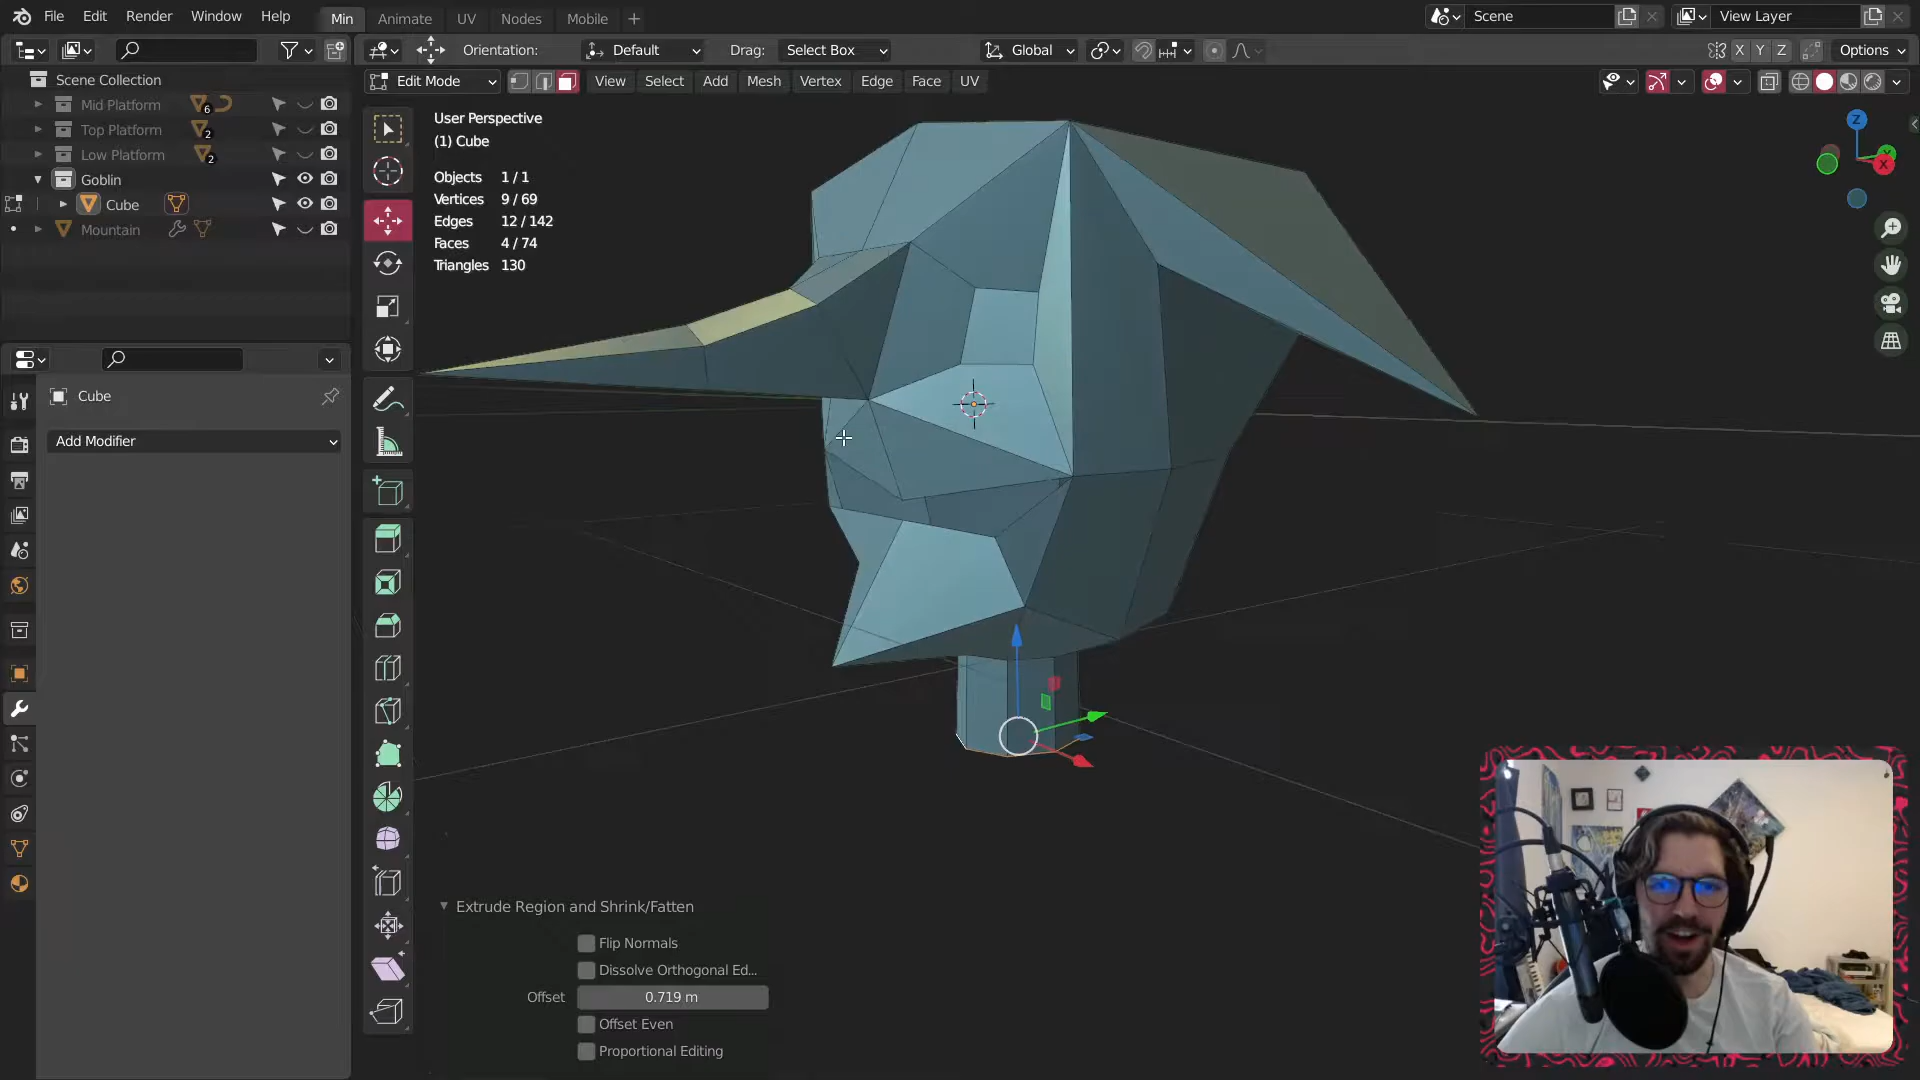 File Edit Render Window Help Min Animate UV Nodes Mobile Scene View Layer
Orientation: Default Drag: Select Box Global X Y Z Options
Edit Mode View Select Add Mesh Vertex Edge Face UV
Scene Collection
Mid Platform 6
Top Platform 2
Low Platform 2
Goblin
Cube
Mountain
User Perspective
(1) Cube
Objects 1 / 1
Vertices 9 / 69
Edges 12 / 142
Faces 4 / 74
Triangles 130
Z
X
Cube
Add Modifier
Extrude Region and Shrink/Fatten
Flip Normals
Dissolve Orthogonal Ed...
Offset 0.719 m
Offset Even
Proportional Editing